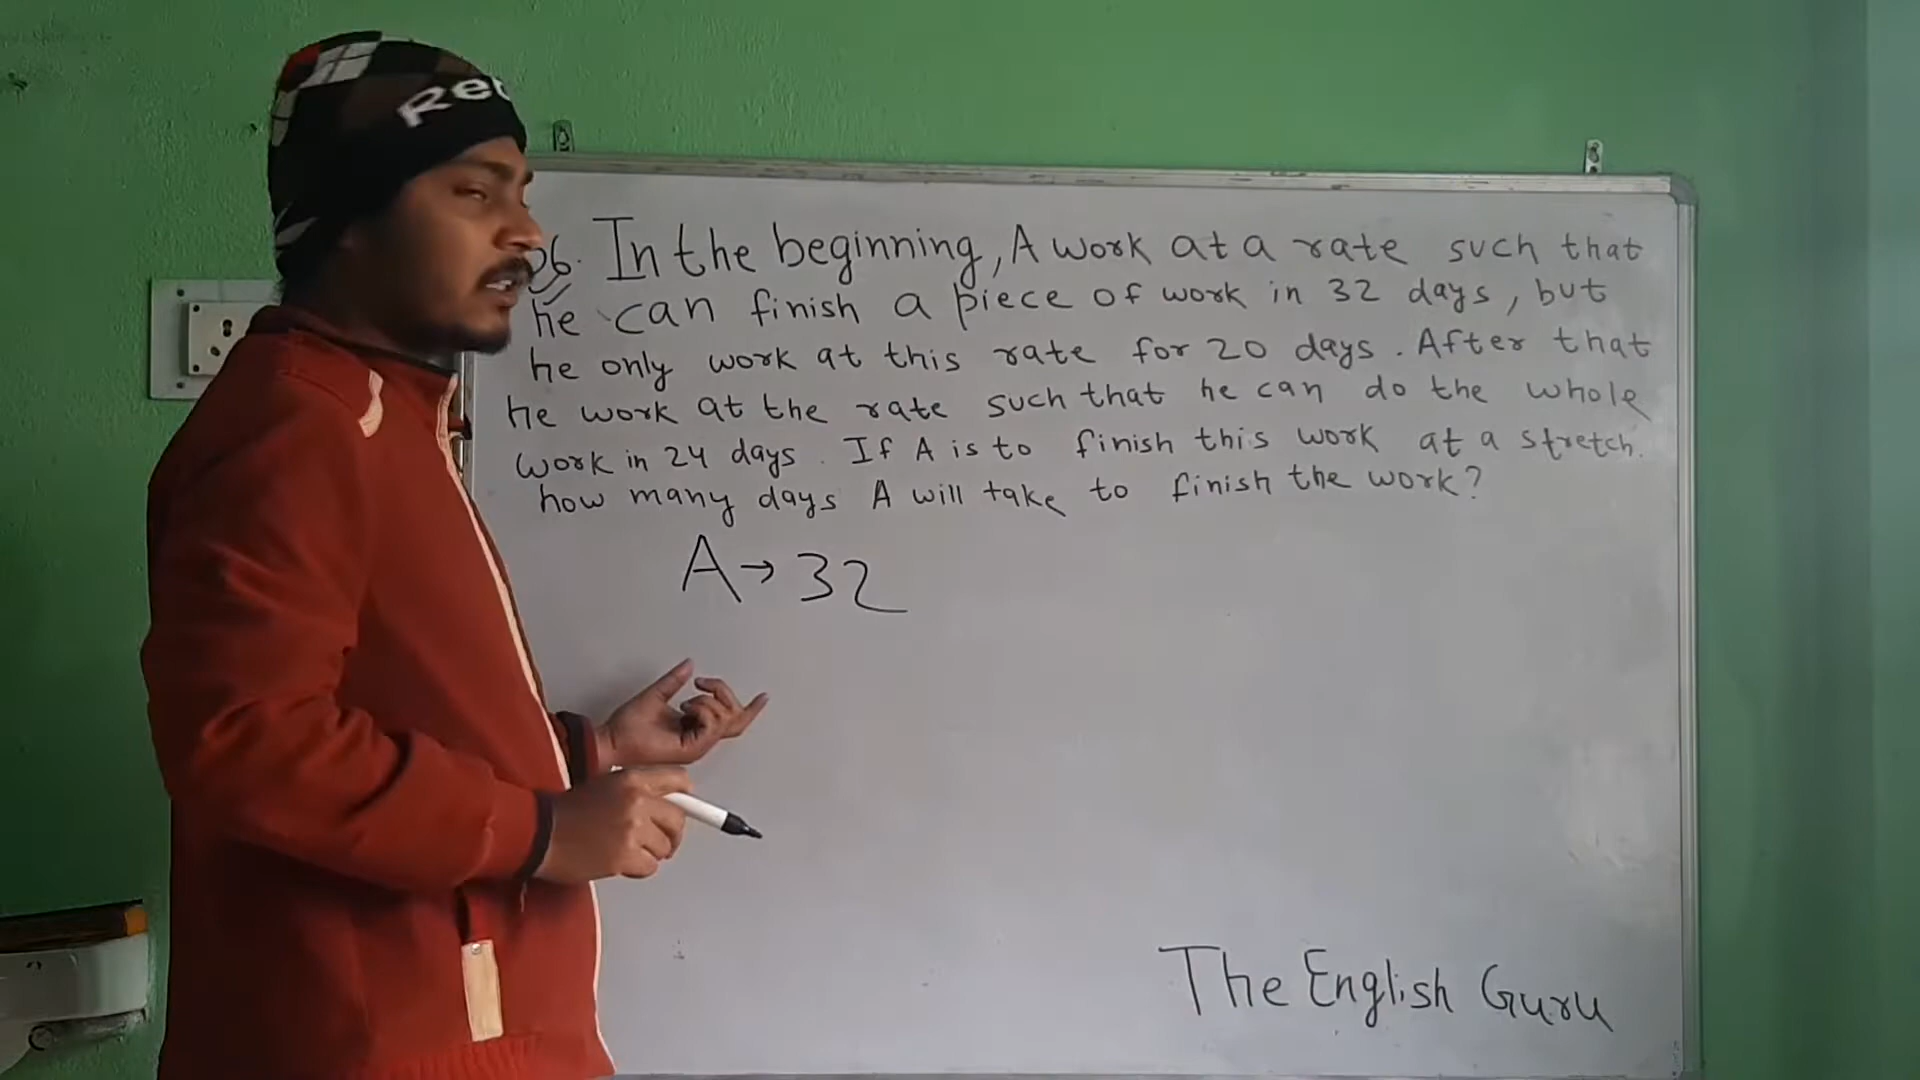 Ree
26. In the beginning, A work at a rate such that
he can finish a piece of work in 32 days, but
he only work at this rate for 20 days. After that
he work at the rate such that he can do the whole
work in 24 days. If A is to finish this work at a stretch.
how many days A will take to finish the work?
A → 32
The English Guru